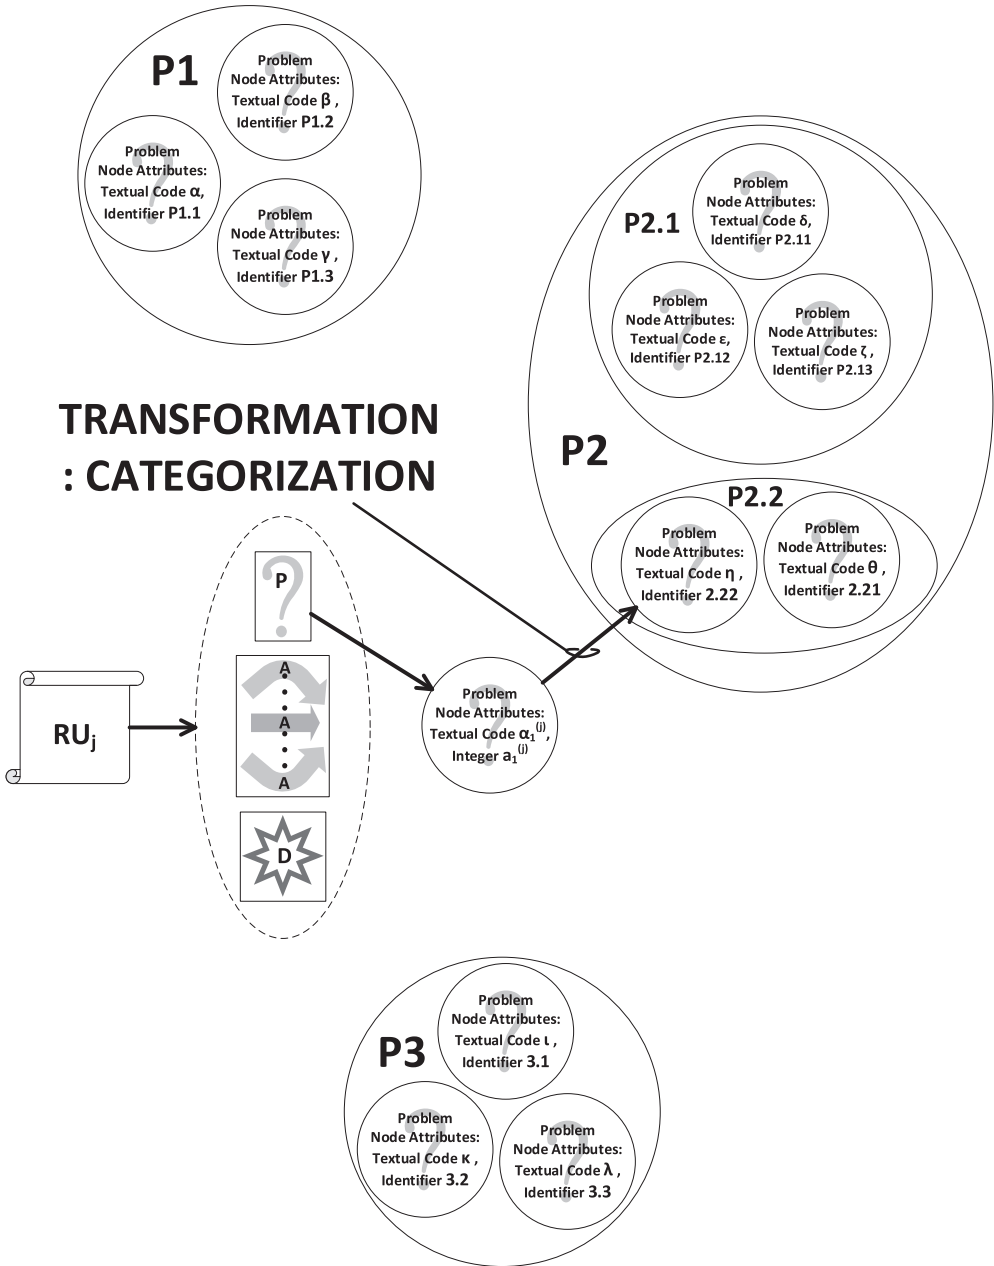 P1
Problem
Node Attributes:
Textual Code β ,
Identifier P1.2
Problem
Node Attributes:
Textual Code α,
Identifier P1.1
Problem
Node Attributes:
Textual Code γ ,
Identifier P1.3
P2
P2.1
Problem
Node Attributes:
Textual Code δ,
Identifier P2.11
Problem
Node Attributes:
Textual Code ε,
Identifier P2.12
Problem
Node Attributes:
Textual Code ζ ,
Identifier P2.13
P2.2
Problem
Node Attributes:
Textual Code η ,
Identifier 2.22
Problem
Node Attributes:
Textual Code θ ,
Identifier 2.21
TRANSFORMATION
: CATEGORIZATION
RUj
P
A
A
A
D
Problem
Node Attributes:
Textual Code α₁⁽ʲ⁾,
Integer a₁⁽ʲ⁾
P3
Problem
Node Attributes:
Textual Code ι ,
Identifier 3.1
Problem
Node Attributes:
Textual Code κ ,
Identifier 3.2
Problem
Node Attributes:
Textual Code λ ,
Identifier 3.3